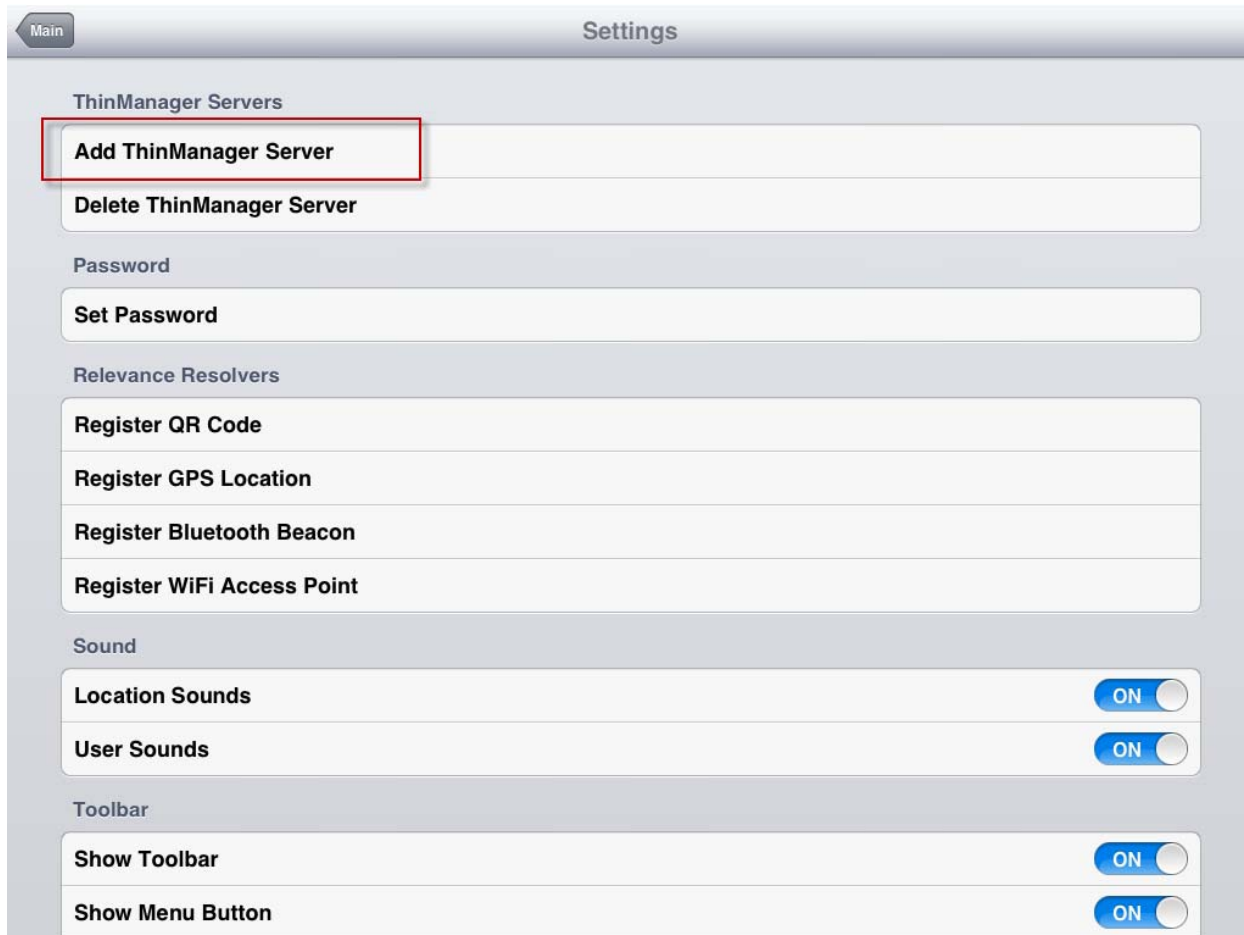 Main
Settings
ThinManager Servers
Add ThinManager Server
Delete ThinManager Server
Password
Set Password
Relevance Resolvers
Register QR Code
Register GPS Location
Register Bluetooth Beacon
Register WiFi Access Point
Sound
Location Sounds ON
User Sounds ON
Toolbar
Show Toolbar ON
Show Menu Button ON